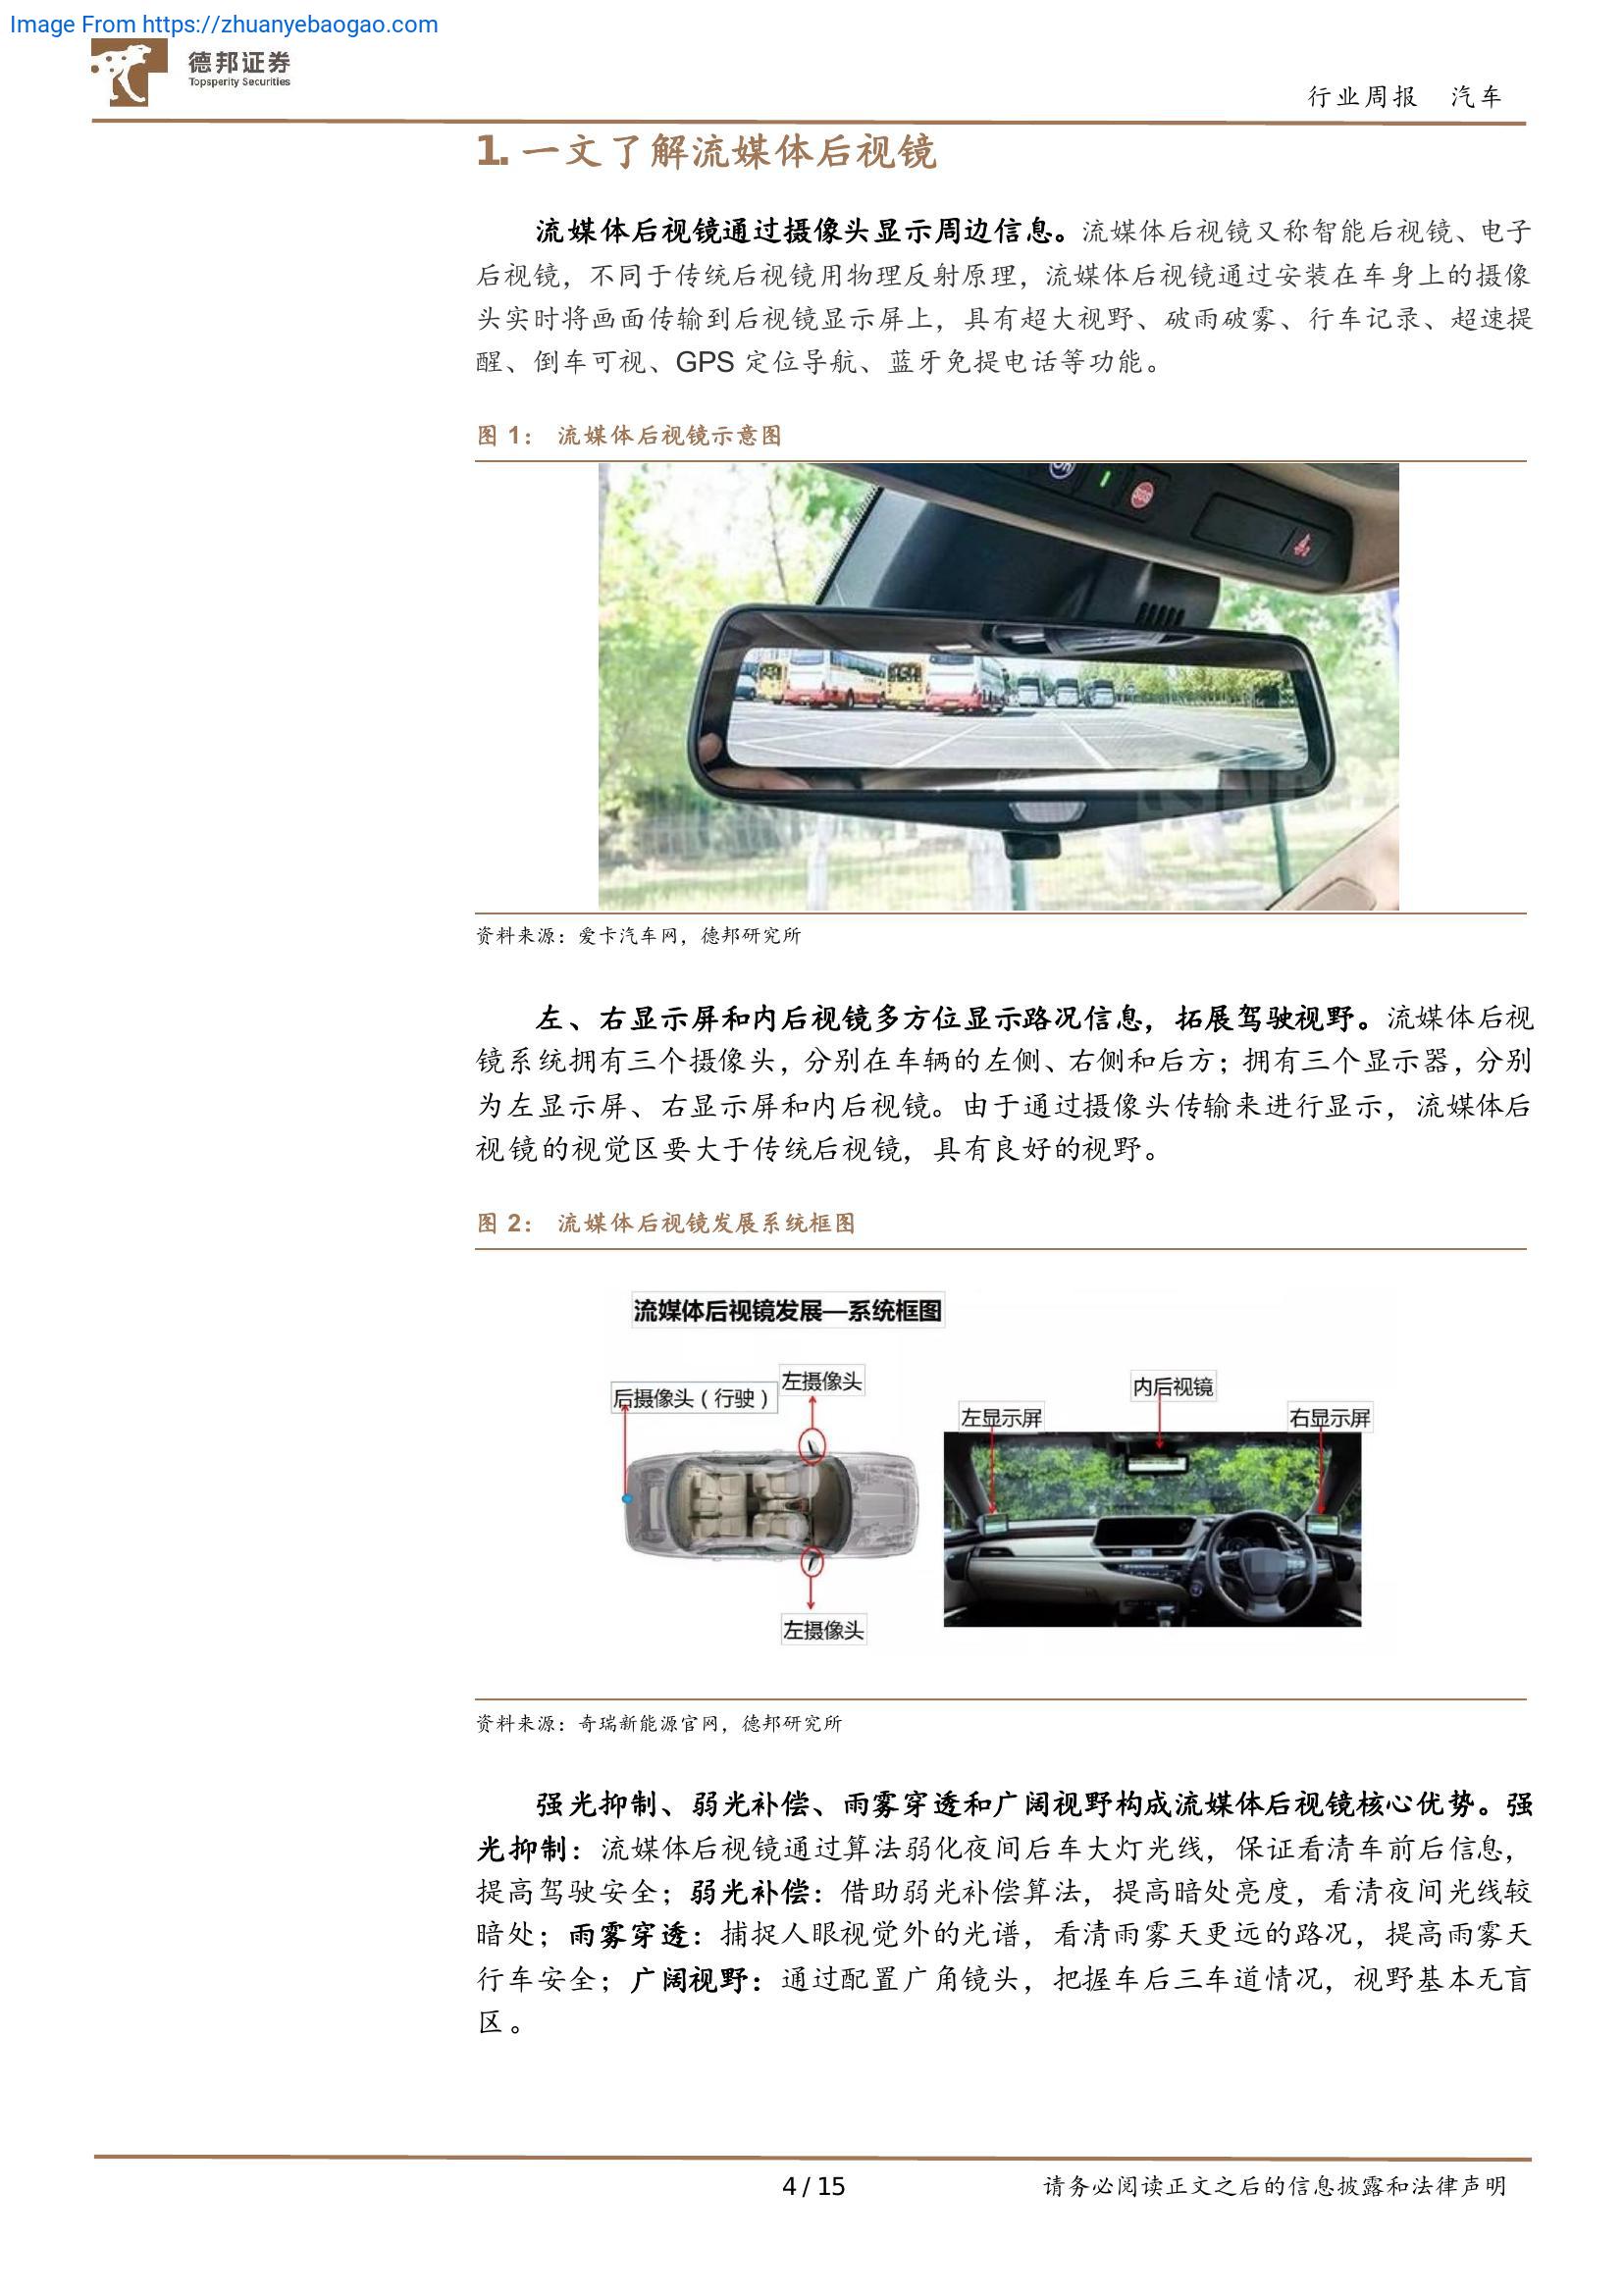 Image From https://zhuanyebaogao.com
德邦证券
Topsperity Securities
行业周报 汽车
1. 一文了解流媒体后视镜
流媒体后视镜通过摄像头显示周边信息。流媒体后视镜又称智能后视镜、电子
后视镜，不同于传统后视镜用物理反射原理，流媒体后视镜通过安装在车身上的摄像
头实时将画面传输到后视镜显示屏上，具有超大视野、破雨破雾、行车记录、超速提
醒、倒车可视、GPS 定位导航、蓝牙免提电话等功能。
图 1： 流媒体后视镜示意图
SOS
资料来源：爱卡汽车网，德邦研究所
左、右显示屏和内后视镜多方位显示路况信息，拓展驾驶视野。流媒体后视
镜系统拥有三个摄像头，分别在车辆的左侧、右侧和后方；拥有三个显示器，分别
为左显示屏、右显示屏和内后视镜。由于通过摄像头传输来进行显示，流媒体后
视镜的视觉区要大于传统后视镜，具有良好的视野。
图 2： 流媒体后视镜发展系统框图
流媒体后视镜发展—系统框图
后摄像头（行驶）
左摄像头
左摄像头
左显示屏
内后视镜
右显示屏
资料来源：奇瑞新能源官网，德邦研究所
强光抑制、弱光补偿、雨雾穿透和广阔视野构成流媒体后视镜核心优势。强
光抑制：流媒体后视镜通过算法弱化夜间后车大灯光线，保证看清车前后信息，
提高驾驶安全；弱光补偿：借助弱光补偿算法，提高暗处亮度，看清夜间光线较
暗处；雨雾穿透：捕捉人眼视觉外的光谱，看清雨雾天更远的路况，提高雨雾天
行车安全；广阔视野：通过配置广角镜头，把握车后三车道情况，视野基本无盲
区。
4 / 15
请务必阅读正文之后的信息披露和法律声明